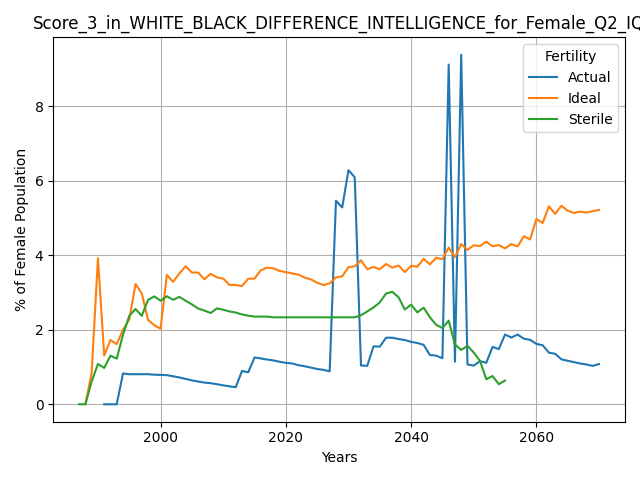 Score_3_in_WHITE_BLACK_DIFFERENCE_INTELLIGENCE_for_Female_Q2_IQ
Fertility
Actual
Ideal
Sterile
% of Female Population
8
6
4
2
0
2000 2020 2040 2060
Years